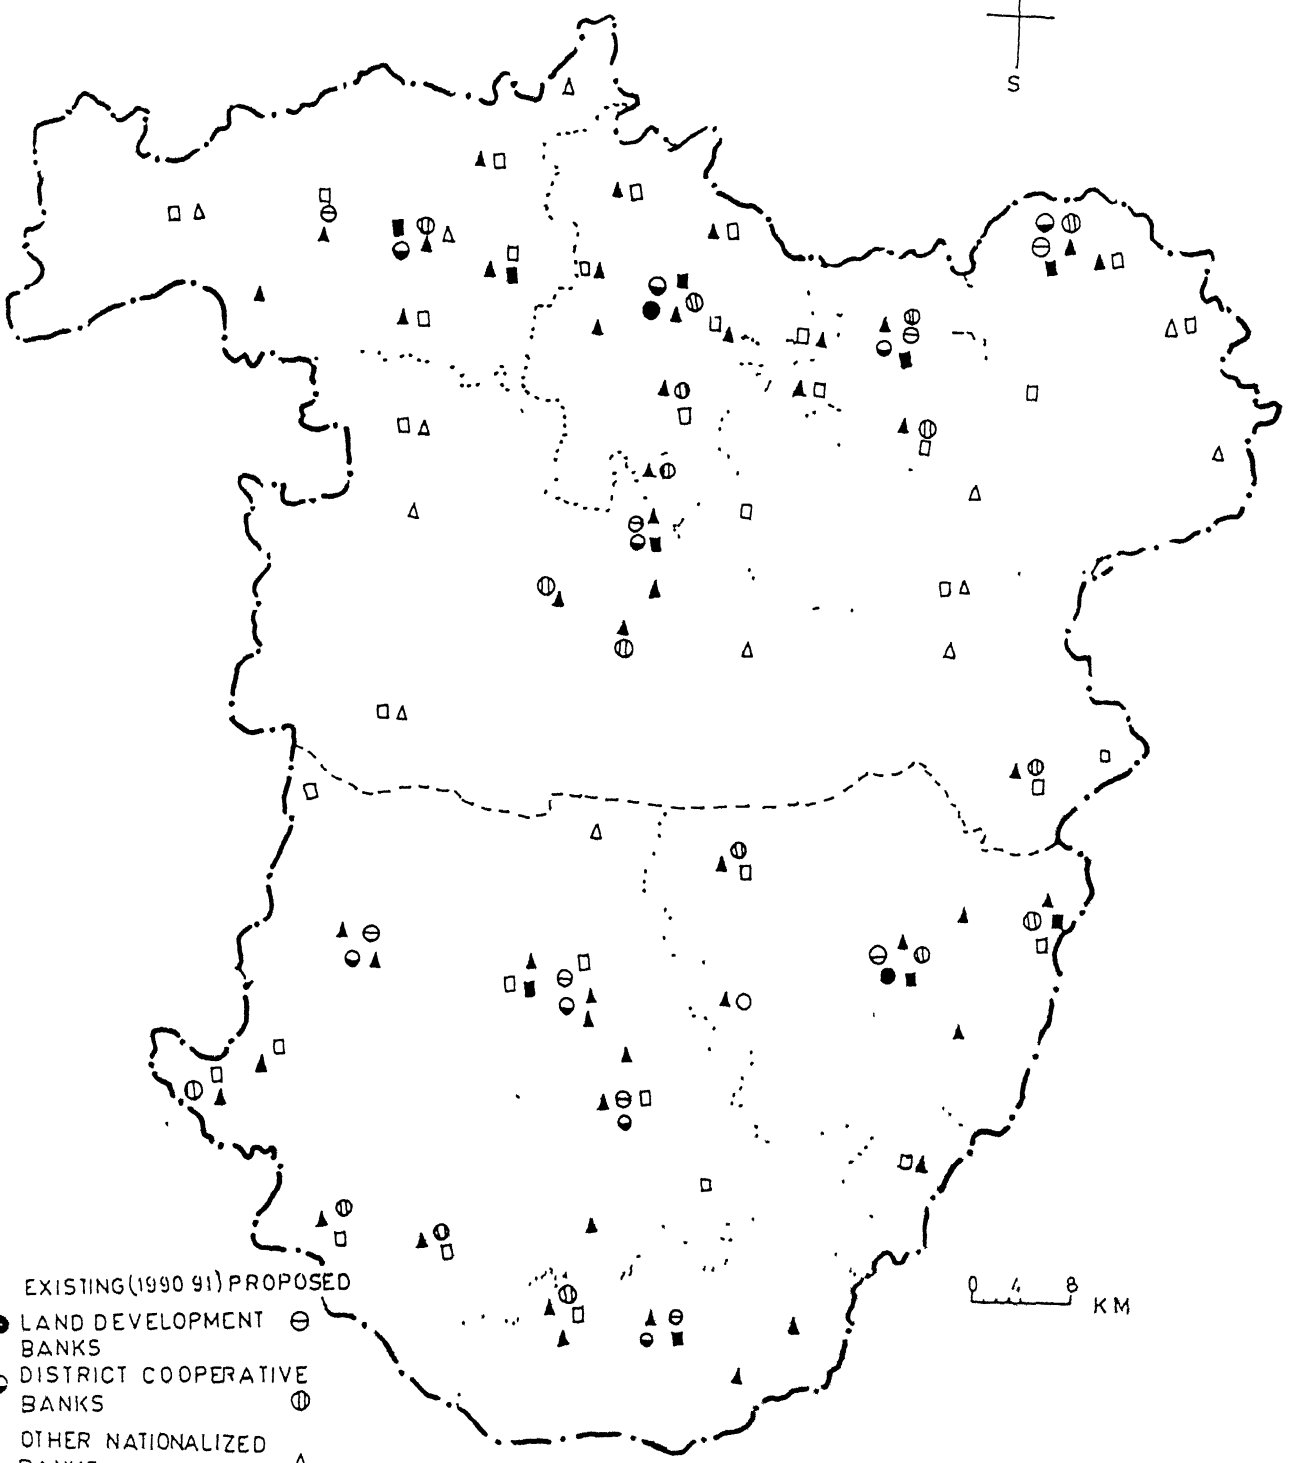 S
EXISTING(1990 91) PROPOSED
LAND DEVELOPMENT
BANKS
DISTRICT COOPERATIVE
BANKS
OTHER NATIONALIZED
0 4 8
KM